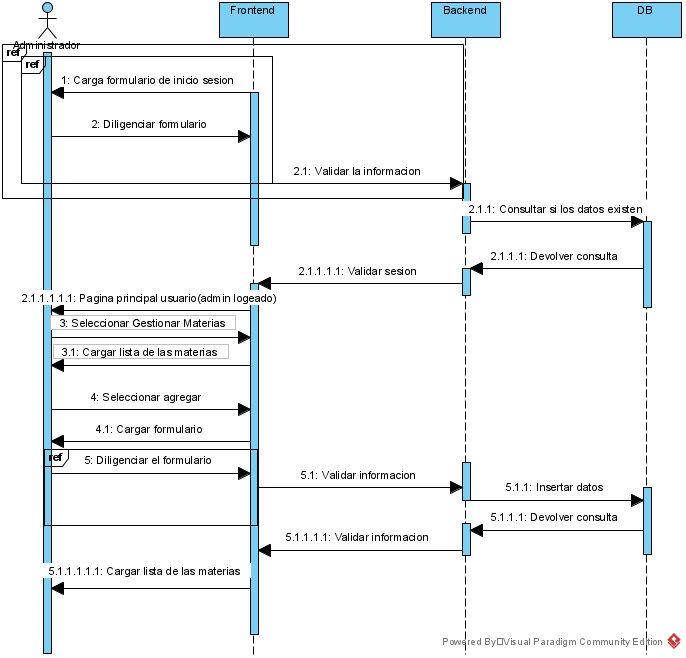 Frontend
Backend
DB
Administrador
ref
ref
1: Carga formulario de inicio sesion
2: Diligenciar formulario
2.1: Validar la informacion
2.1.1: Consultar si los datos existen
2.1.1.1: Devolver consulta
2.1.1.1.1: Validar sesion
2.1.1.1.1.1: Pagina principal usuario(admin logeado)
3: Seleccionar Gestionar Materias
3.1: Cargar lista de las materias
4: Seleccionar agregar
4.1: Cargar formulario
ref
5: Diligenciar el formulario
5.1: Validar informacion
5.1.1: Insertar datos
5.1.1.1: Devolver consulta
5.1.1.1.1: Validar informacion
5.1.1.1.1.1: Cargar lista de las materias
Powered By Visual Paradigm Community Edition